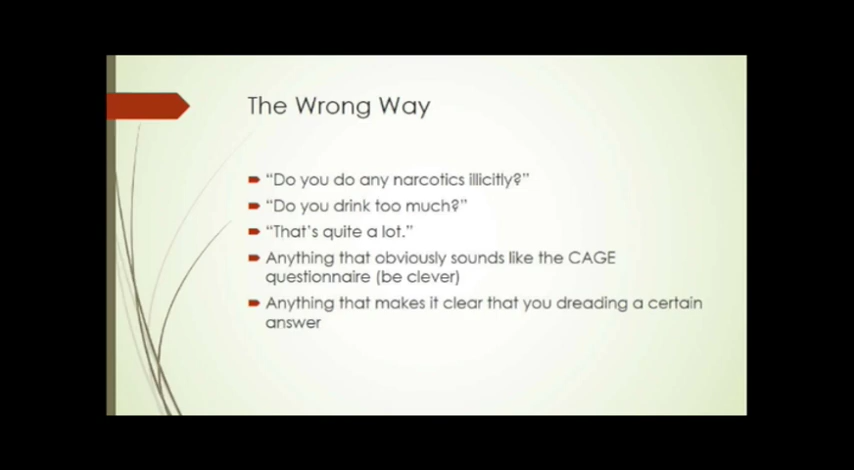 The Wrong Way
“Do you do any narcotics illicitly?”
“Do you drink too much?”
“That’s quite a lot.”
Anything that obviously sounds like the CAGE
questionnaire (be clever)
Anything that makes it clear that you dreading a certain
answer